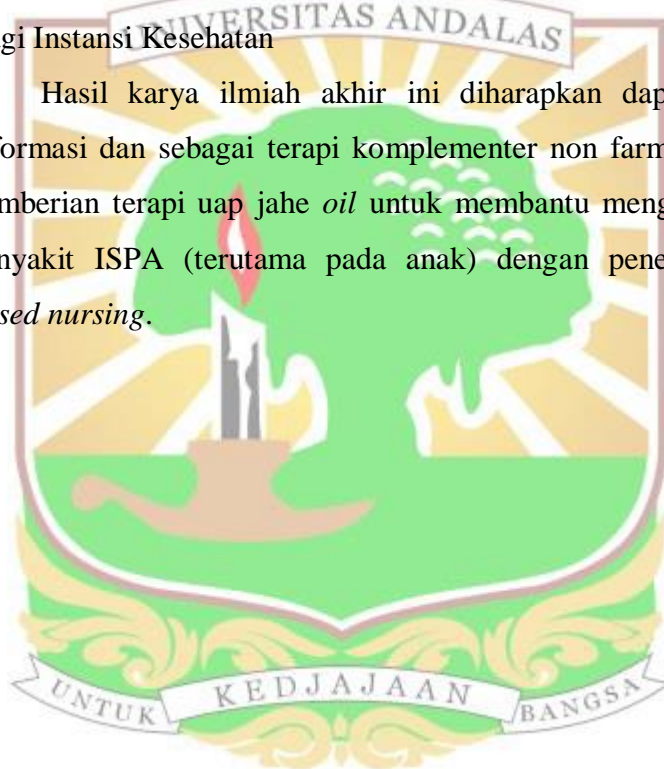 UNIVERSITAS ANDALAS
gi Instansi Kesehatan
Hasil karya ilmiah akhir ini diharapkan dap
formasi dan sebagai terapi komplementer non farm
mberian terapi uap jahe oil untuk membantu meng
nyakit ISPA (terutama pada anak) dengan pene
sed nursing.
UNTUK KEDJAJAAN BANGSA